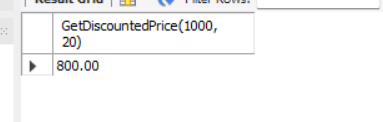 Result Grid
Filter Rows:
GetDiscountedPrice(1000,
20)
800.00